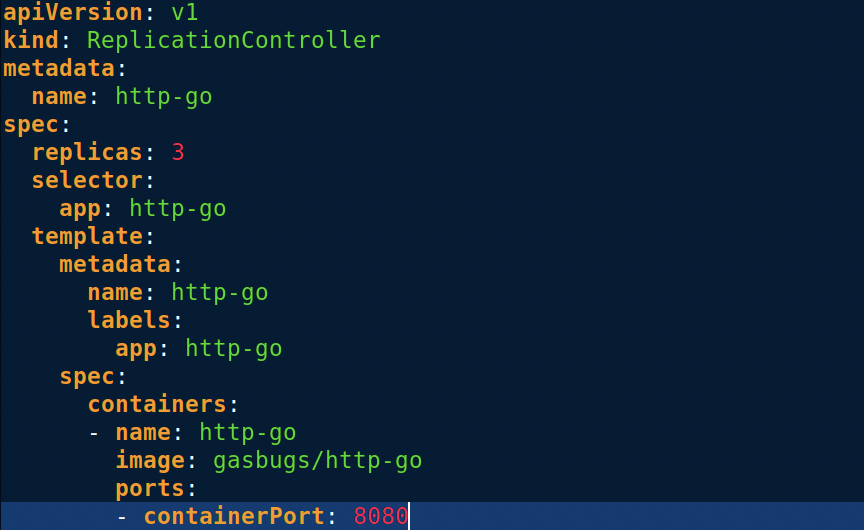 apiVersion: v1
kind: ReplicationController
metadata:
  name: http-go
spec:
  replicas: 3
  selector:
    app: http-go
  template:
    metadata:
      name: http-go
      labels:
        app: http-go
    spec:
      containers:
      - name: http-go
        image: gasbugs/http-go
        ports:
        - containerPort: 8080